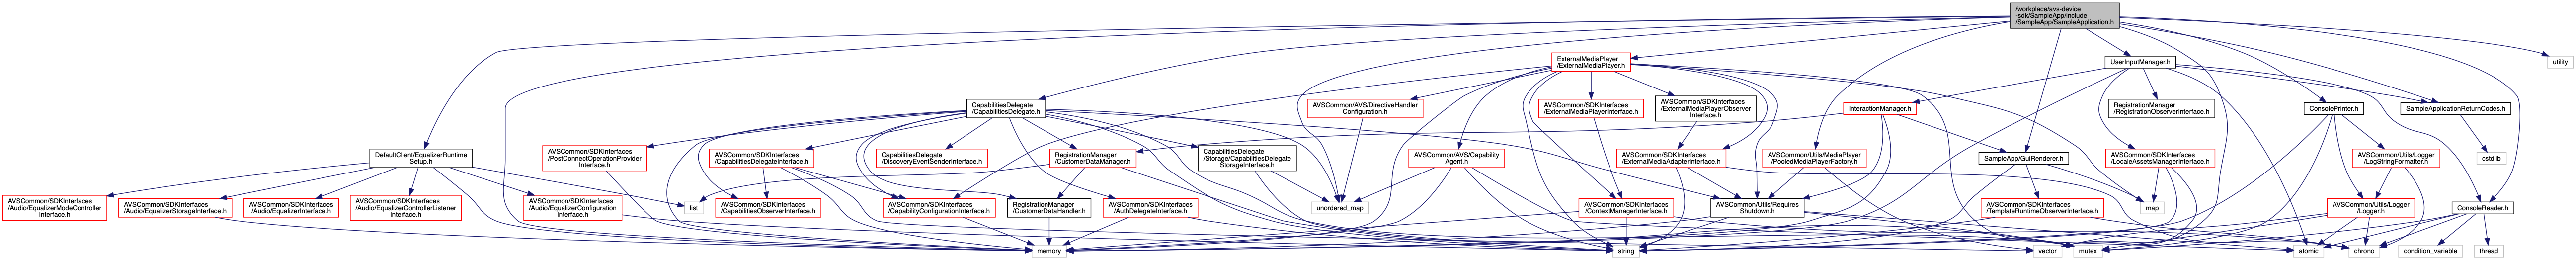 /workplace/avs-device
-sdk/SampleApp/include
/SampleApp/SampleApplication.h
ExternalMediaPlayer
/ExternalMediaPlayer.h
UserInputManager.h
utility
CapabilitiesDelegate
/CapabilitiesDelegate.h
AVSCommon/AVS/DirectiveHandler
Configuration.h
AVSCommon/SDKInterfaces
/ExternalMediaPlayerInterface.h
AVSCommon/SDKInterfaces
/ExternalMediaPlayerObserver
Interface.h
InteractionManager.h
RegistrationManager
/RegistrationObserverInterface.h
ConsolePrinter.h
SampleApplicationReturnCodes.h
DefaultClient/EqualizerRuntime
Setup.h
AVSCommon/SDKInterfaces
/PostConnectOperationProvider
Interface.h
AVSCommon/SDKInterfaces
/CapabilitiesDelegateInterface.h
CapabilitiesDelegate
/DiscoveryEventSenderInterface.h
RegistrationManager
/CustomerDataManager.h
CapabilitiesDelegate
/Storage/CapabilitiesDelegate
StorageInterface.h
AVSCommon/AVS/Capability
Agent.h
AVSCommon/SDKInterfaces
/ExternalMediaAdapterInterface.h
AVSCommon/Utils/MediaPlayer
/PooledMediaPlayerFactory.h
SampleApp/GuiRenderer.h
AVSCommon/SDKInterfaces
/LocaleAssetsManagerInterface.h
AVSCommon/Utils/Logger
/LogStringFormatter.h
cstdlib
AVSCommon/SDKInterfaces
/Audio/EqualizerModeController
Interface.h
AVSCommon/SDKInterfaces
/Audio/EqualizerStorageInterface.h
AVSCommon/SDKInterfaces
/Audio/EqualizerInterface.h
AVSCommon/SDKInterfaces
/Audio/EqualizerControllerListener
Interface.h
AVSCommon/SDKInterfaces
/Audio/EqualizerConfiguration
Interface.h
list
AVSCommon/SDKInterfaces
/CapabilitiesObserverInterface.h
AVSCommon/SDKInterfaces
/CapabilityConfigurationInterface.h
RegistrationManager
/CustomerDataHandler.h
AVSCommon/SDKInterfaces
/AuthDelegateInterface.h
unordered_map
AVSCommon/SDKInterfaces
/ContextManagerInterface.h
AVSCommon/Utils/Requires
Shutdown.h
AVSCommon/SDKInterfaces
/TemplateRuntimeObserverInterface.h
map
AVSCommon/Utils/Logger
/Logger.h
ConsoleReader.h
memory
string
vector
mutex
atomic
chrono
condition_variable
thread